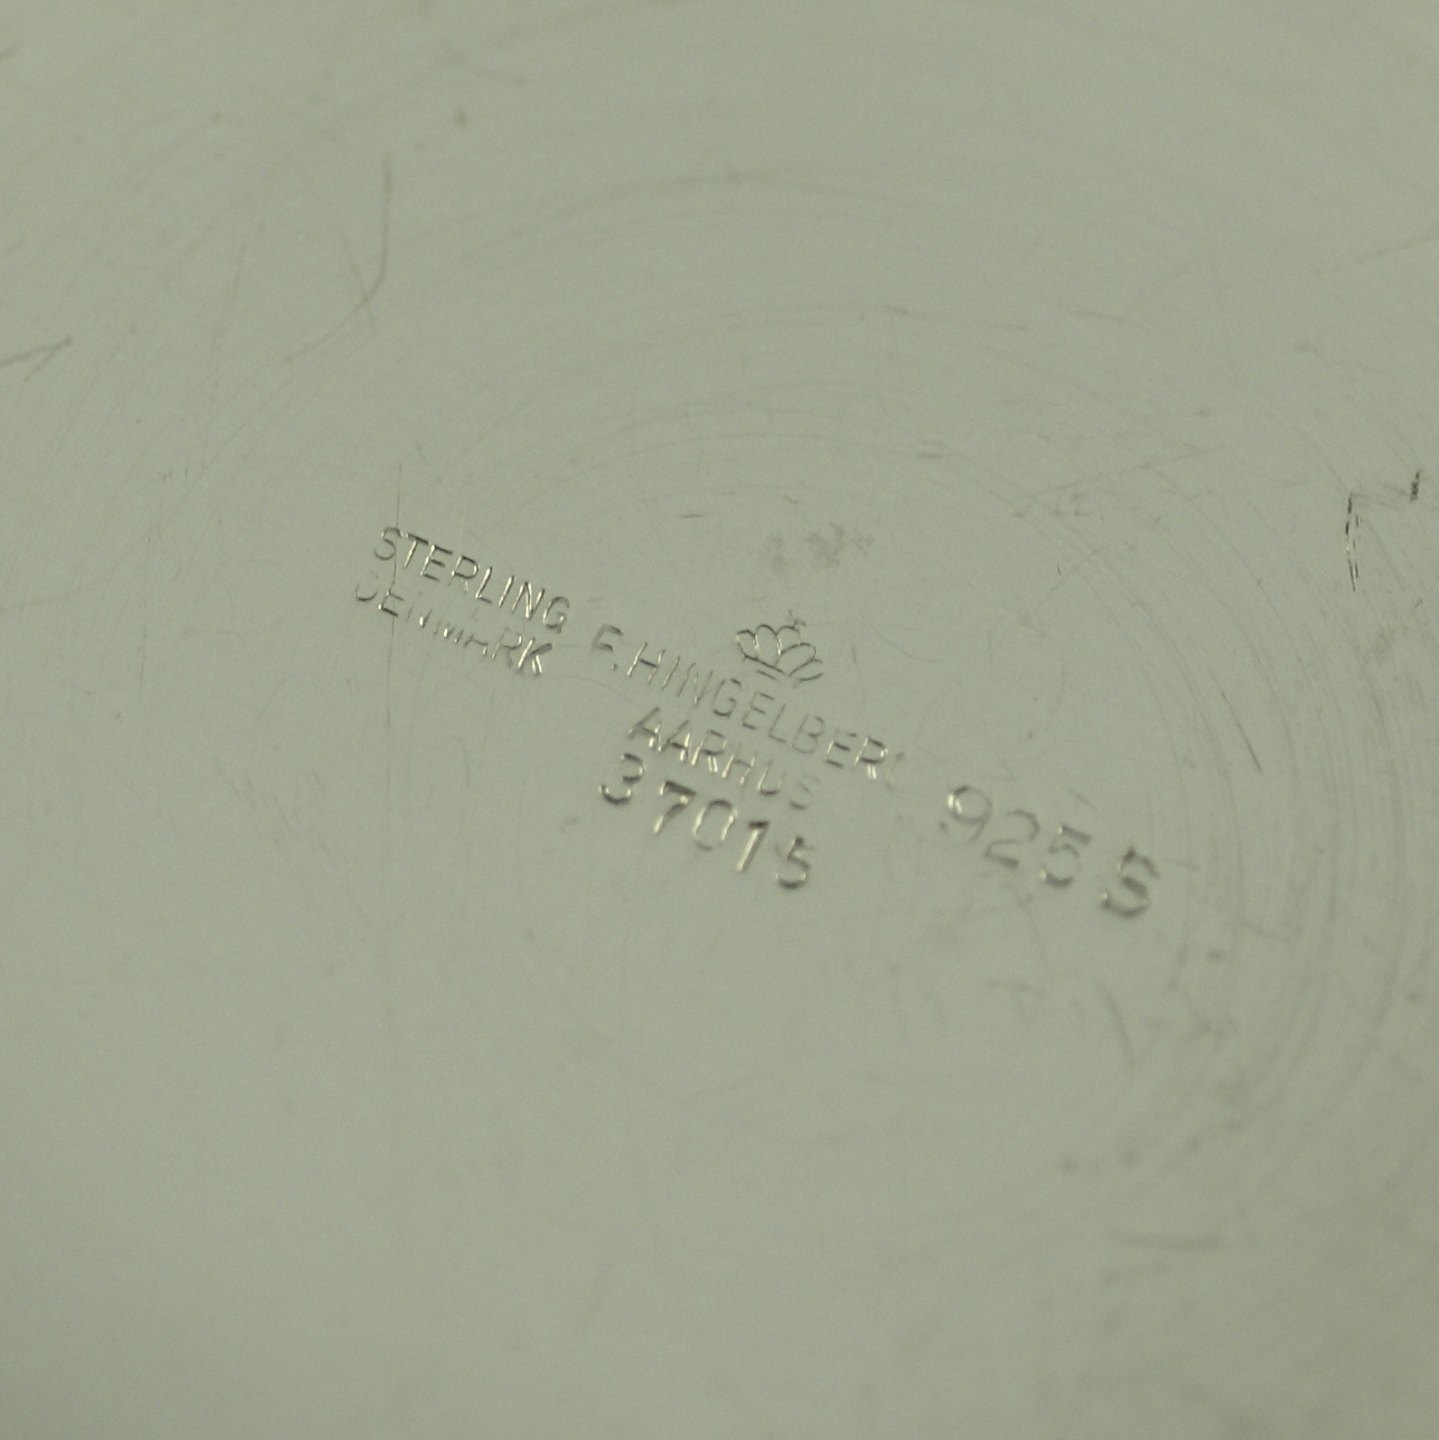 STERLING
DENMARK
F. HINGELBERG
AARHUS
37015
925 S